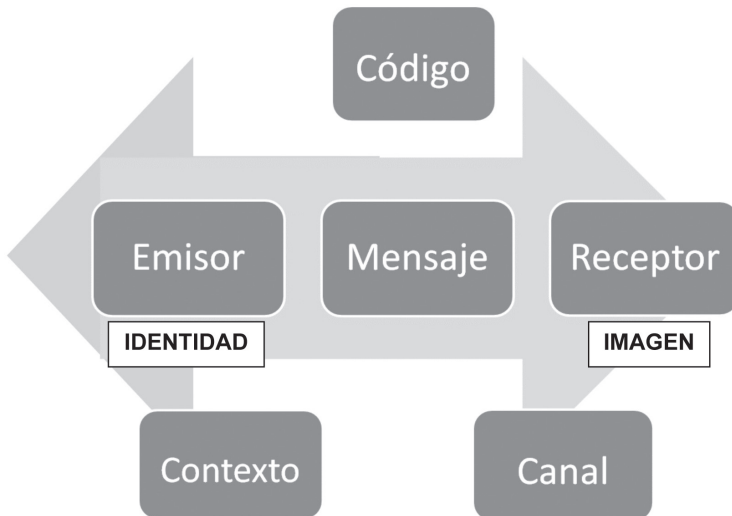 Código
Emisor
Mensaje
Receptor
IDENTIDAD
IMAGEN
Contexto
Canal